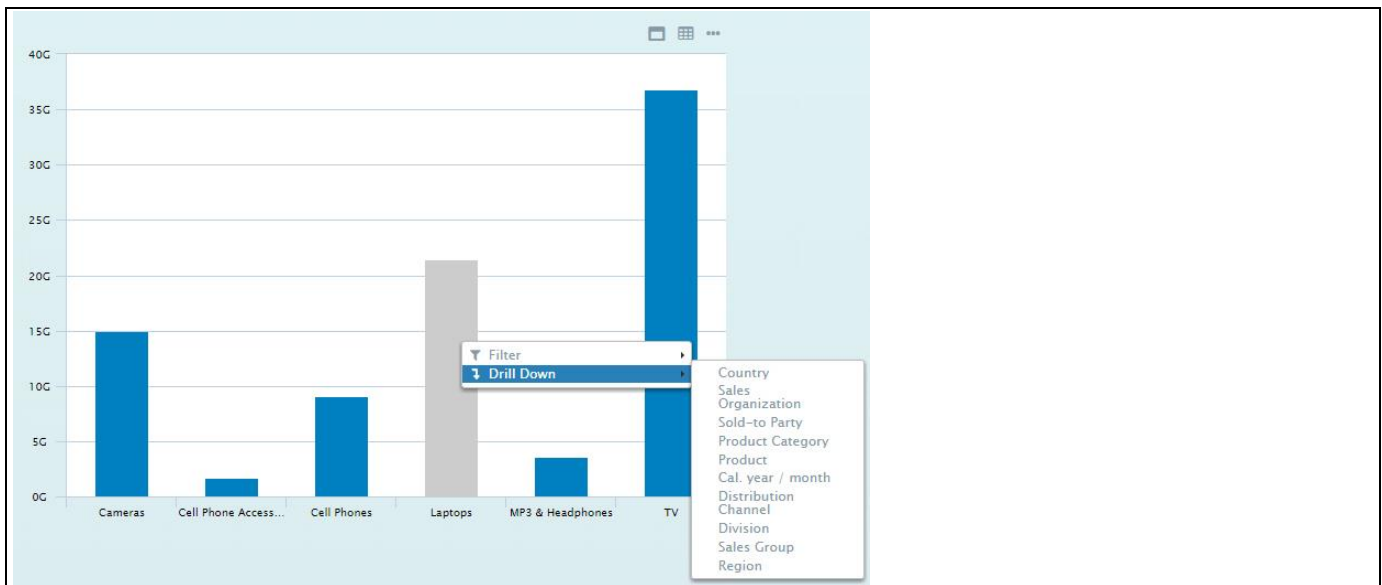 •••
40G
35G
30G
25G
20G
15G
10G
5G
0G
Cameras
Cell Phone Access...
Cell Phones
Laptops
MP3 & Headphones
TV
Filter
Drill Down
Country
Sales
Organization
Sold-to Party
Product Category
Product
Cal. year / month
Distribution
Channel
Division
Sales Group
Region